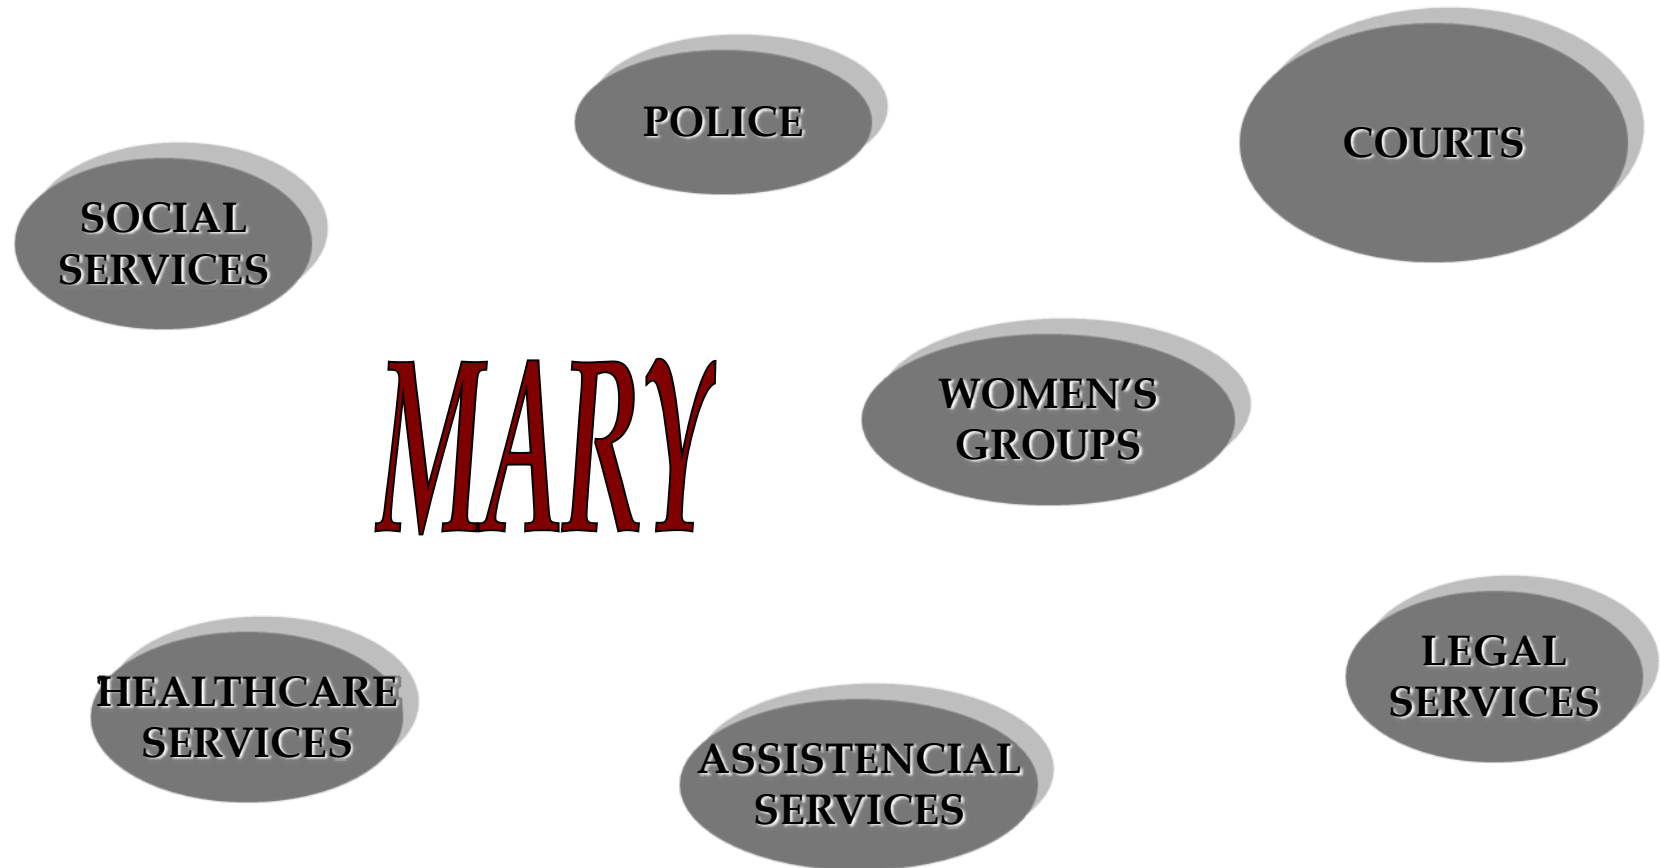 POLICE
COURTS
SOCIAL
SERVICES
MARY
WOMEN’S
GROUPS
LEGAL
SERVICES
HEALTHCARE
SERVICES
ASSISTENCIAL
SERVICES